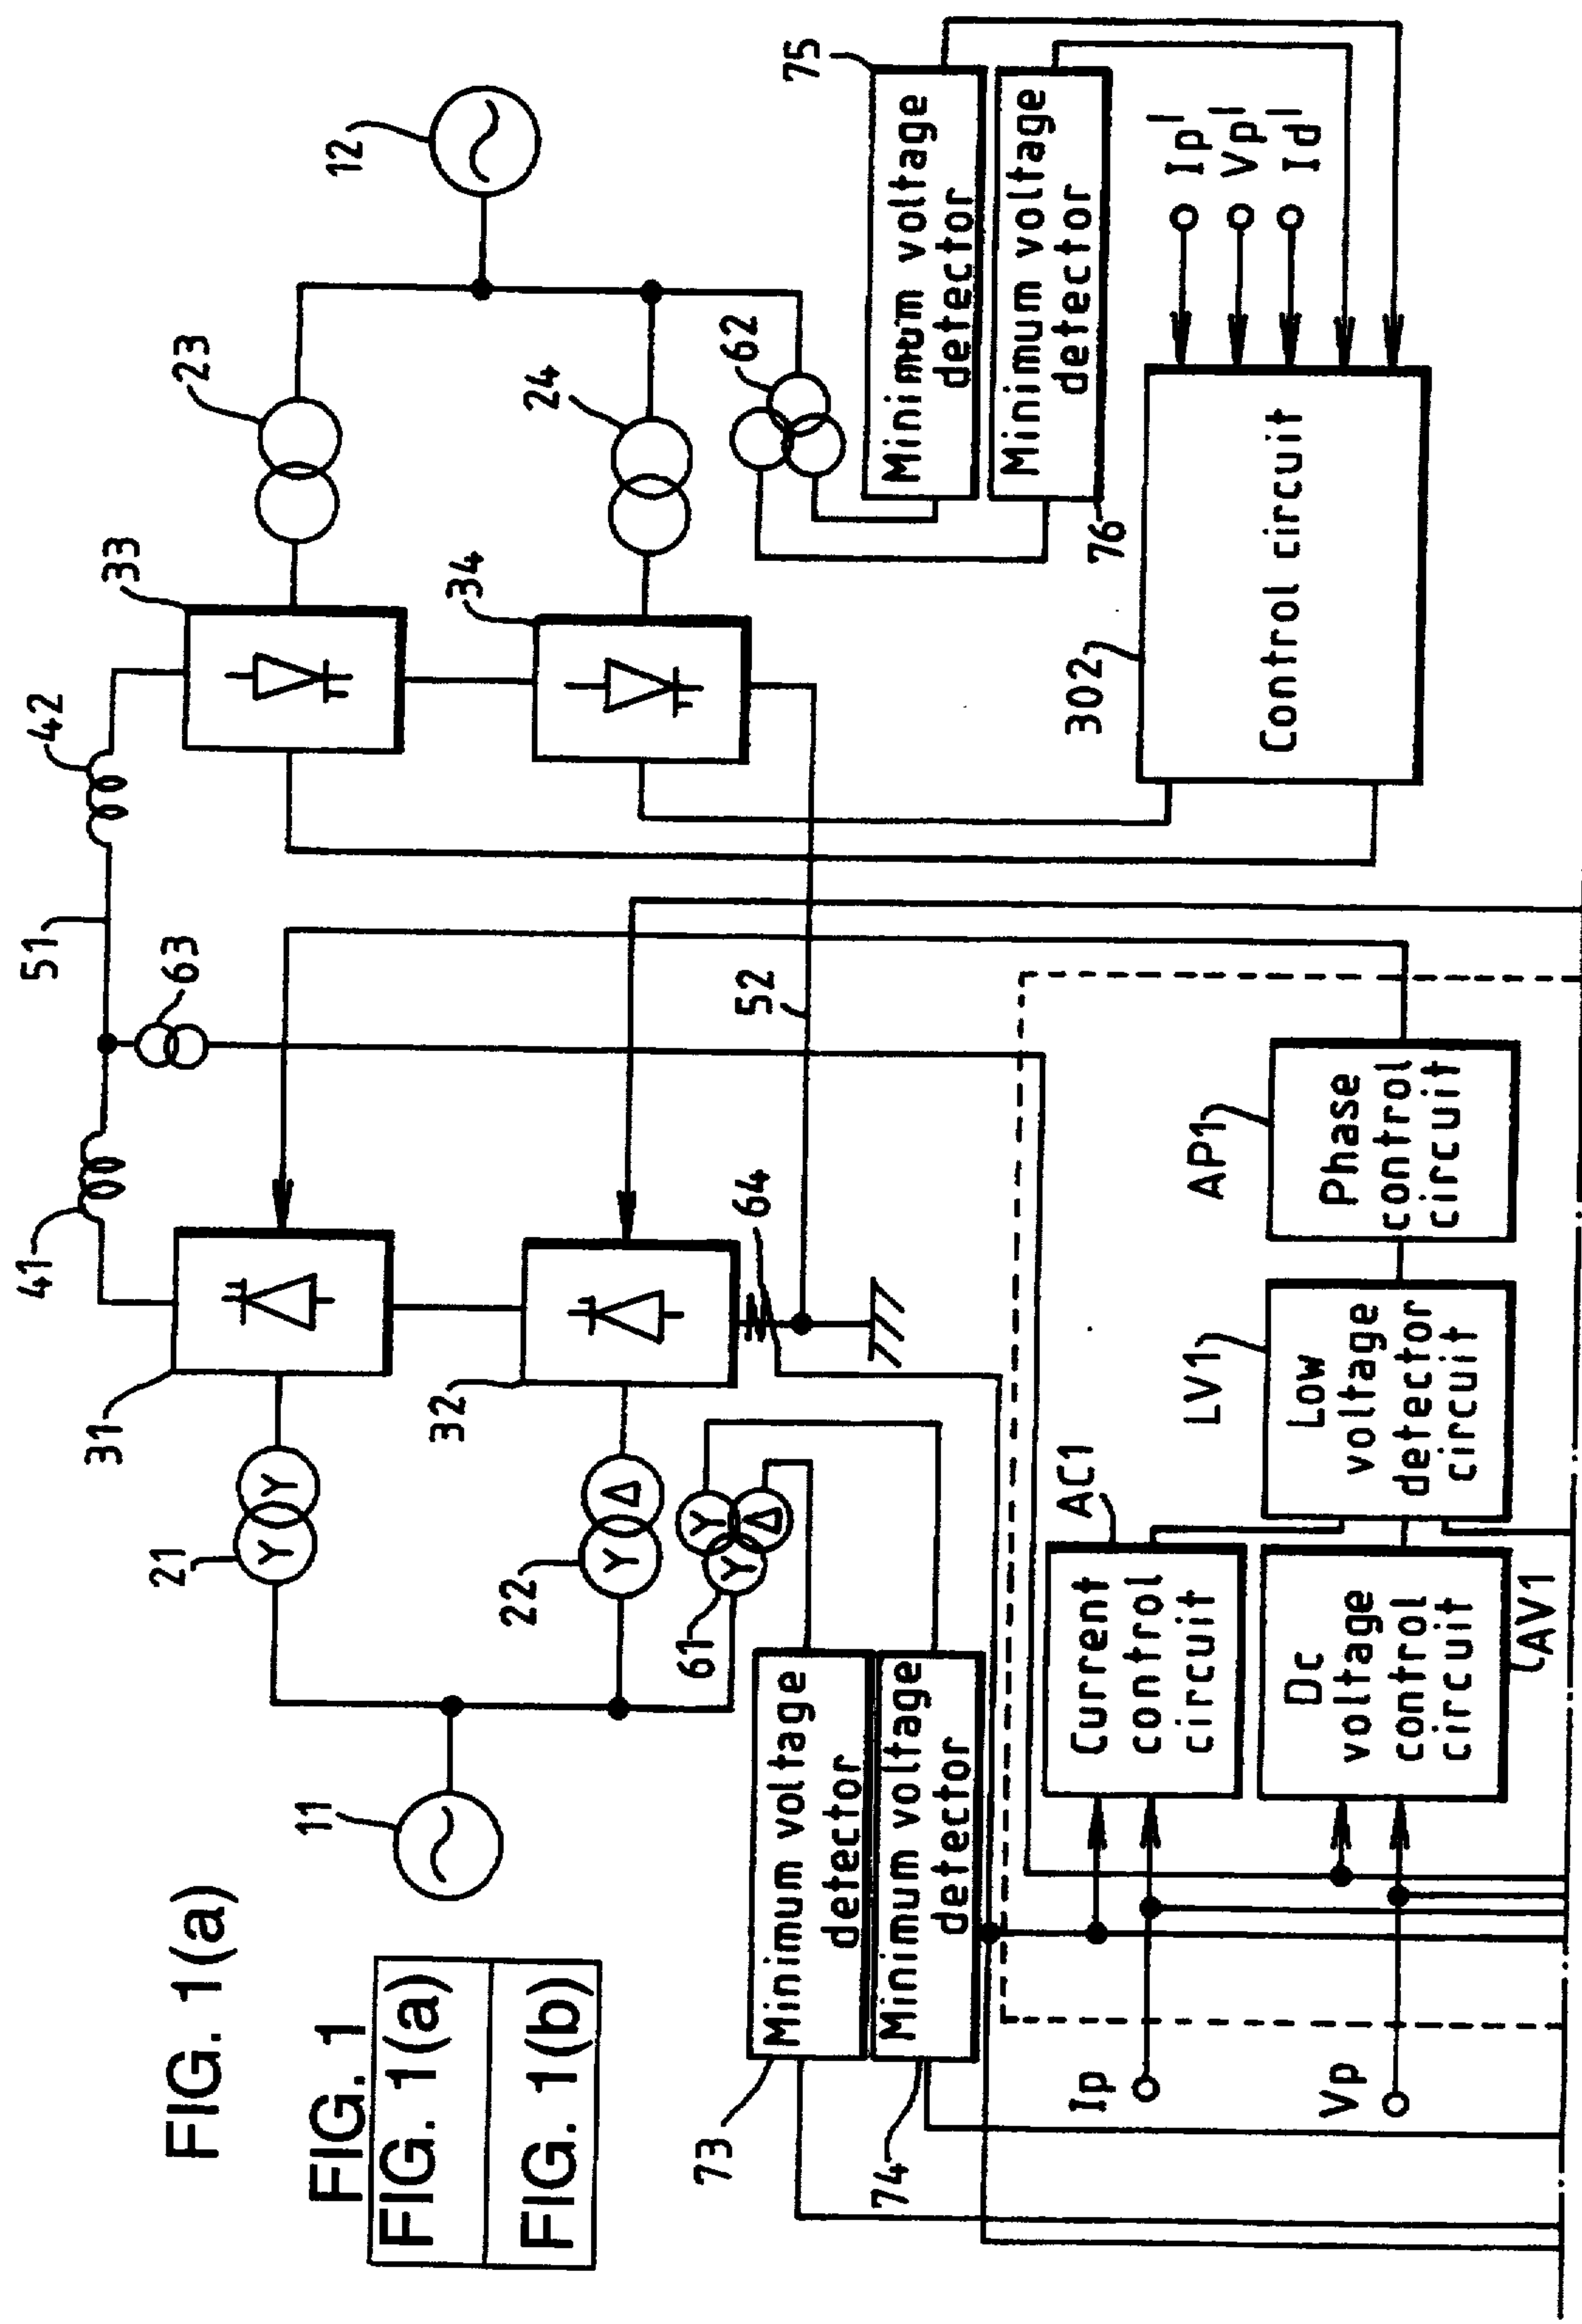 FIG. 1(a)
FIG. 1
FIG. 1(a)
FIG. 1(b)
41
51
42
63
31
33
21
Y
Y
23
11
12
32
34
22
Y
Δ
24
52
64
61
Y
Y
Δ
62
73
Minimum voltage
detector
74
Minimum voltage
detector
75
Minimum voltage
detector
76
Minimum voltage
detector
Ip
Vp
AC1
Current
control
circuit
Dc
voltage
control
circuit
AV1
LV1
Low
voltage
detector
circuit
AP1
Phase
control
circuit
302
Control circuit
Ip'
Vp'
Id'